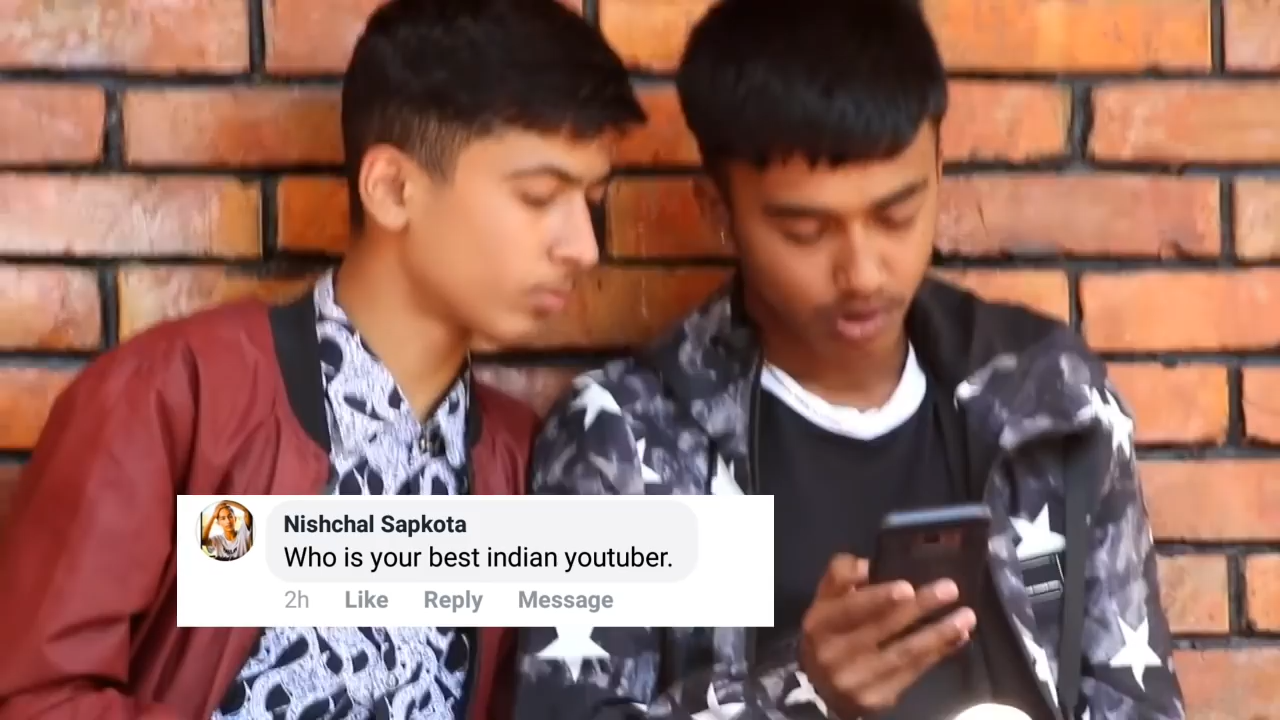 Nishchal Sapkota
Who is your best indian youtuber.
2h Like Reply Message